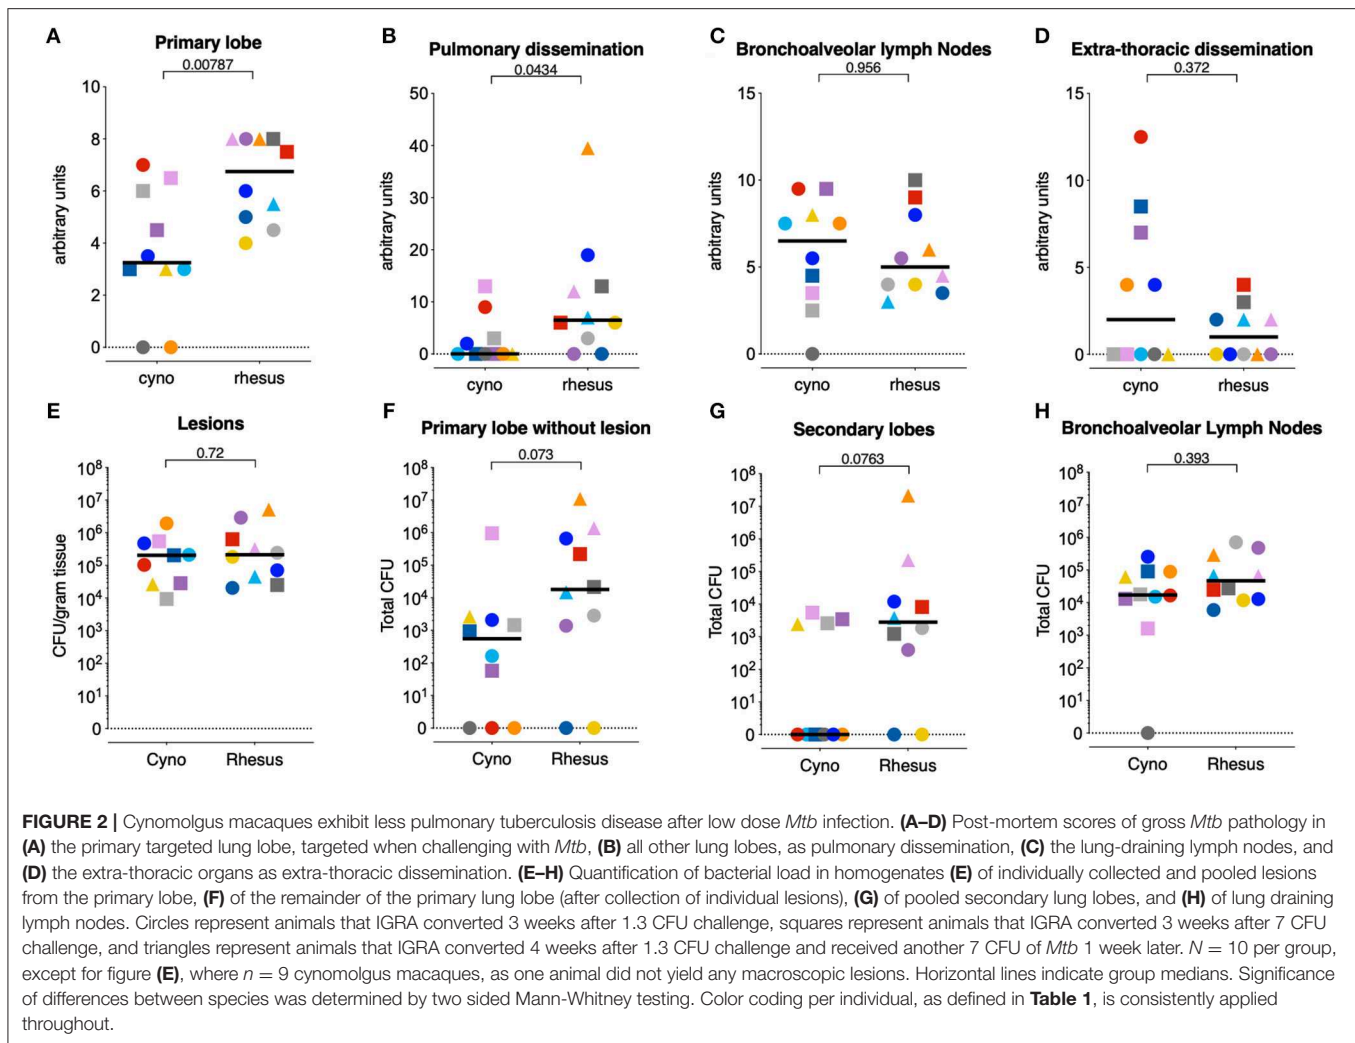 A
Primary lobe
0.00787
arbitrary units
10
8
6
4
2
0
cyno
rhesus
B
Pulmonary dissemination
0.0434
arbitrary units
50
40
30
20
10
0
cyno
rhesus
C
Bronchoalveolar lymph Nodes
0.956
arbitrary units
15
10
5
0
cyno
rhesus
D
Extra-thoracic dissemination
0.372
arbitrary units
15
10
5
0
cyno
rhesus
E
Lesions
0.72
CFU/gram tissue
10⁸
10⁷
10⁶
10⁵
10⁴
10³
10²
10¹
0
Cyno
Rhesus
F
Primary lobe without lesion
0.073
Total CFU
10⁸
10⁷
10⁶
10⁵
10⁴
10³
10²
10¹
0
Cyno
Rhesus
G
Secondary lobes
0.0763
Total CFU
10⁸
10⁷
10⁶
10⁵
10⁴
10³
10²
10¹
0
Cyno
Rhesus
H
Bronchoalveolar Lymph Nodes
0.393
Total CFU
10⁸
10⁷
10⁶
10⁵
10⁴
10³
10²
10¹
0
Cyno
Rhesus
FIGURE 2 | Cynomolgus macaques exhibit less pulmonary tuberculosis disease after low dose Mtb infection. (A–D) Post-mortem scores of gross Mtb pathology in
(A) the primary targeted lung lobe, targeted when challenging with Mtb, (B) all other lung lobes, as pulmonary dissemination, (C) the lung-draining lymph nodes, and
(D) the extra-thoracic organs as extra-thoracic dissemination. (E–H) Quantification of bacterial load in homogenates (E) of individually collected and pooled lesions
from the primary lobe, (F) of the remainder of the primary lung lobe (after collection of individual lesions), (G) of pooled secondary lung lobes, and (H) of lung draining
lymph nodes. Circles represent animals that IGRA converted 3 weeks after 1.3 CFU challenge, squares represent animals that IGRA converted 3 weeks after 7 CFU
challenge, and triangles represent animals that IGRA converted 4 weeks after 1.3 CFU challenge and received another 7 CFU of Mtb 1 week later. N = 10 per group,
except for figure (E), where n = 9 cynomolgus macaques, as one animal did not yield any macroscopic lesions. Horizontal lines indicate group medians. Significance
of differences between species was determined by two sided Mann-Whitney testing. Color coding per individual, as defined in Table 1, is consistently applied
throughout.